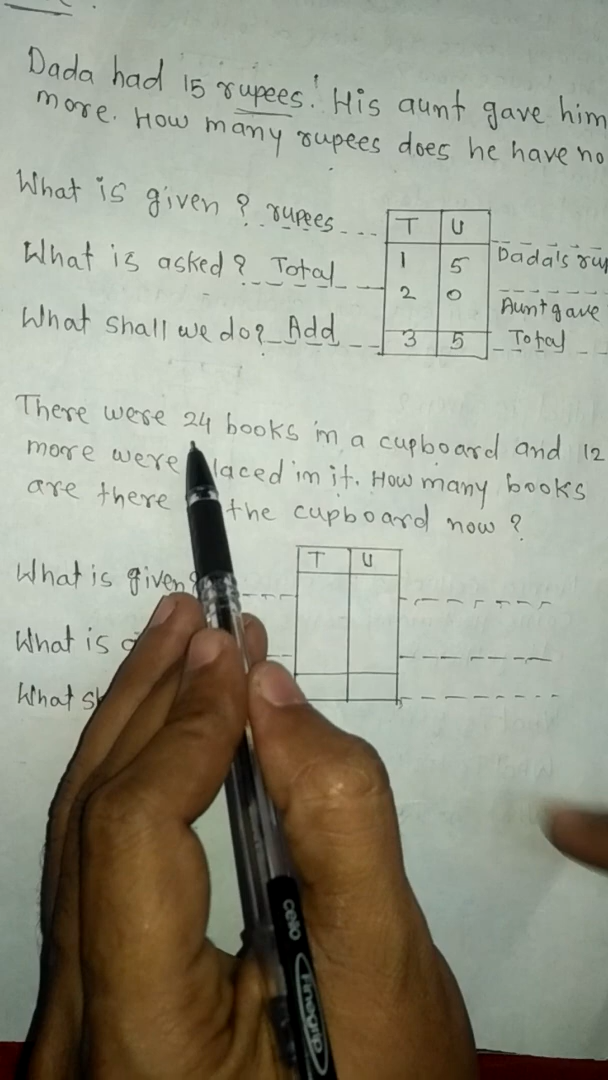 Dada had 15 rupees. His aunt gave him
more. How many rupees does he have no
What is given? rupees
T U
1 5 Dada's ru
What is asked? Total
2 0 Aunt gave
What shall we do? Add
3 5 Total
There were 24 books in a cupboard and 12
more were placed in it. How many books
are there the cupboard now?
T U
What is given?
What is
What s
cello
Finegrip